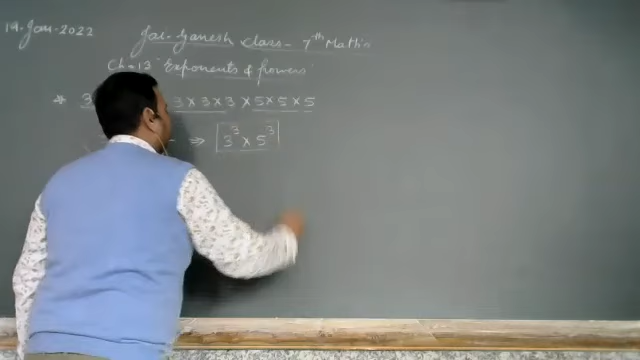 19-Jan-2022
Jai-Ganesh Class- 7th Maths
Ch-13 Exponents & powers
* 3 3 × 3 × 3 × 5 × 5 × 5
⇒ 3³ × 5³